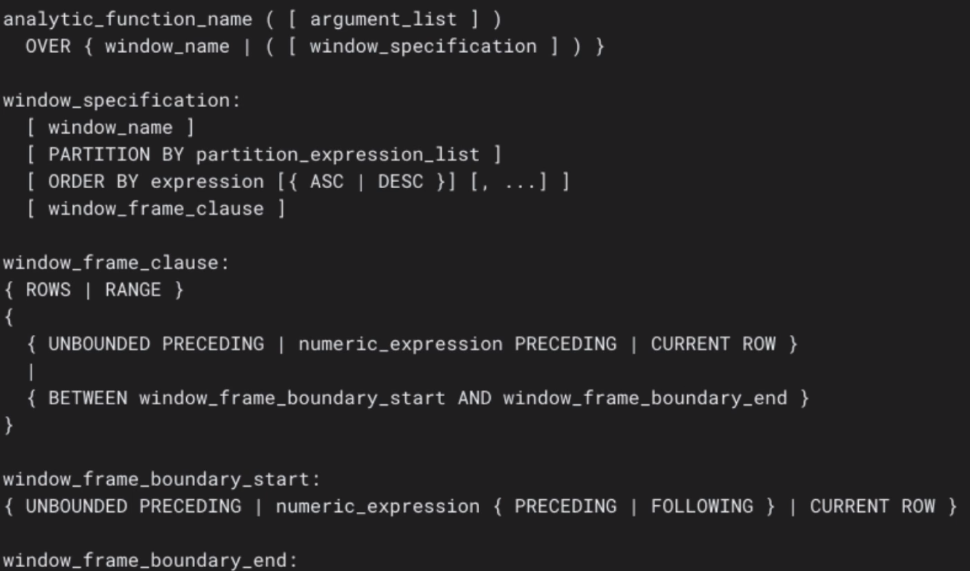 analytic_function_name ( [ argument_list ] )
  OVER { window_name | ( [ window_specification ] ) }

window_specification:
  [ window_name ]
  [ PARTITION BY partition_expression_list ]
  [ ORDER BY expression [{ ASC | DESC }] [, ...] ]
  [ window_frame_clause ]

window_frame_clause:
{ ROWS | RANGE }
{
  { UNBOUNDED PRECEDING | numeric_expression PRECEDING | CURRENT ROW }
  |
  { BETWEEN window_frame_boundary_start AND window_frame_boundary_end }
}

window_frame_boundary_start:
{ UNBOUNDED PRECEDING | numeric_expression { PRECEDING | FOLLOWING } | CURRENT ROW }

window_frame_boundary_end: